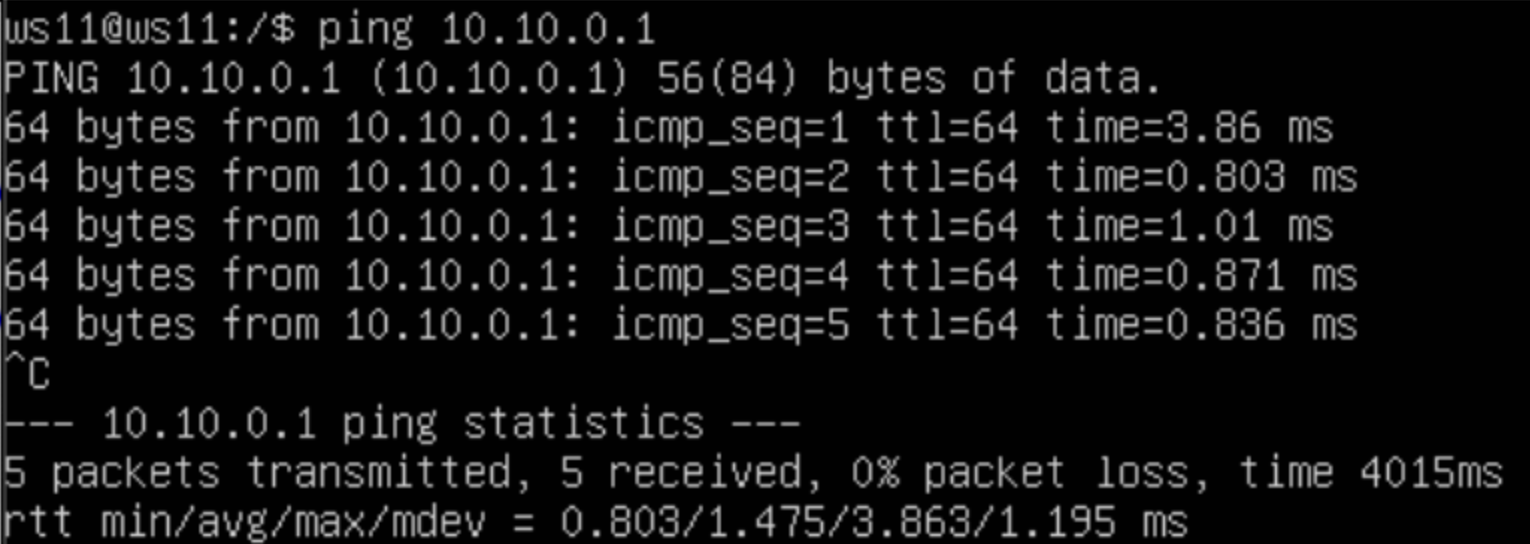 ws11@ws11:/$ ping 10.10.0.1
PING 10.10.0.1 (10.10.0.1) 56(84) bytes of data.
64 bytes from 10.10.0.1: icmp_seq=1 ttl=64 time=3.86 ms
64 bytes from 10.10.0.1: icmp_seq=2 ttl=64 time=0.803 ms
64 bytes from 10.10.0.1: icmp_seq=3 ttl=64 time=1.01 ms
64 bytes from 10.10.0.1: icmp_seq=4 ttl=64 time=0.871 ms
64 bytes from 10.10.0.1: icmp_seq=5 ttl=64 time=0.836 ms
^C
--- 10.10.0.1 ping statistics ---
5 packets transmitted, 5 received, 0% packet loss, time 4015ms
rtt min/avg/max/mdev = 0.803/1.475/3.863/1.195 ms